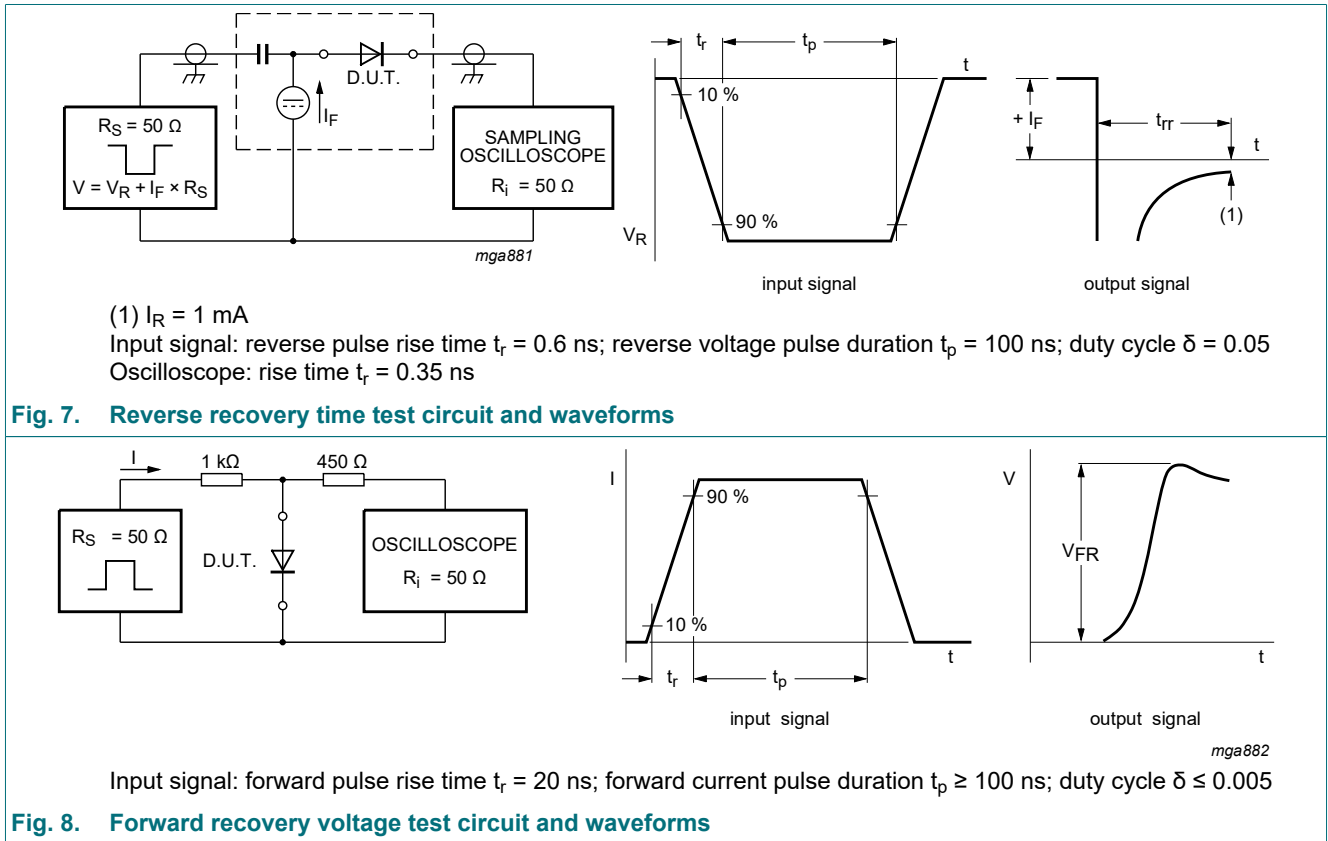 D.U.T.
I_F
R_S = 50 Ω
V = V_R + I_F × R_S
SAMPLING
OSCILLOSCOPE
R_i = 50 Ω
mga881
t_r
t_p
t
10 %
90 %
V_R
input signal
+ I_F
t_rr
t
(1)
output signal
(1) I_R = 1 mA
Input signal: reverse pulse rise time t_r = 0.6 ns; reverse voltage pulse duration t_p = 100 ns; duty cycle δ = 0.05
Oscilloscope: rise time t_r = 0.35 ns
Fig. 7. Reverse recovery time test circuit and waveforms
I
1 kΩ
450 Ω
R_S = 50 Ω
D.U.T.
OSCILLOSCOPE
R_i = 50 Ω
I
90 %
10 %
t
t_r
t_p
input signal
V
V_FR
t
output signal
mga882
Input signal: forward pulse rise time t_r = 20 ns; forward current pulse duration t_p ≥ 100 ns; duty cycle δ ≤ 0.005
Fig. 8. Forward recovery voltage test circuit and waveforms